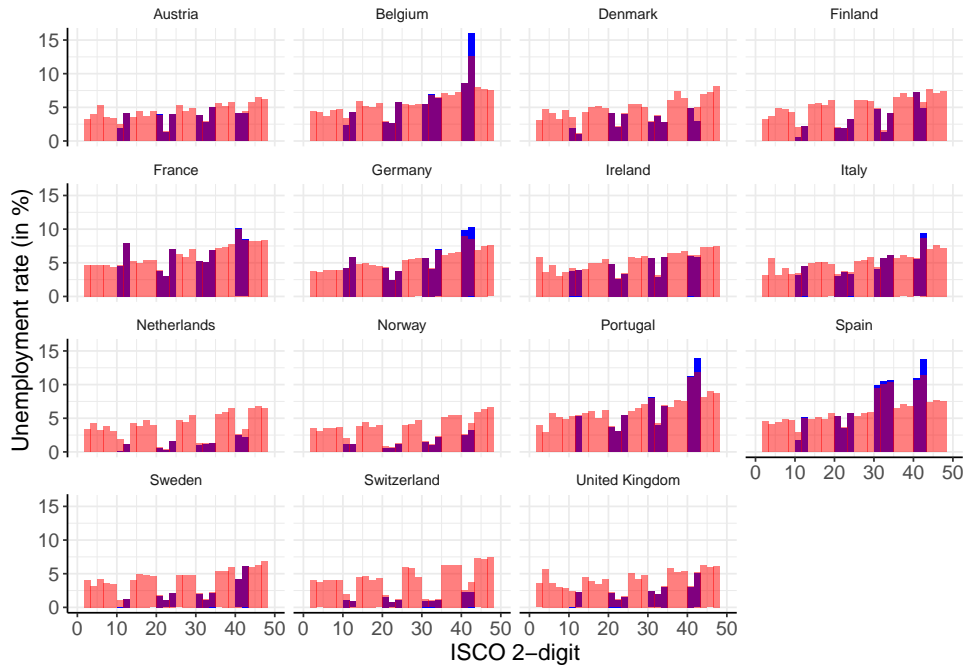 Austria Belgium Denmark Finland
15
10
5
0
France Germany Ireland Italy
15
10
5
0
Netherlands Norway Portugal Spain
15
10
5
0
0 10 20 30 40 50
Sweden Switzerland United Kingdom
15
10
5
0
0 10 20 30 40 50 0 10 20 30 40 50 0 10 20 30 40 50
ISCO 2−digit
Unemployment rate (in %)